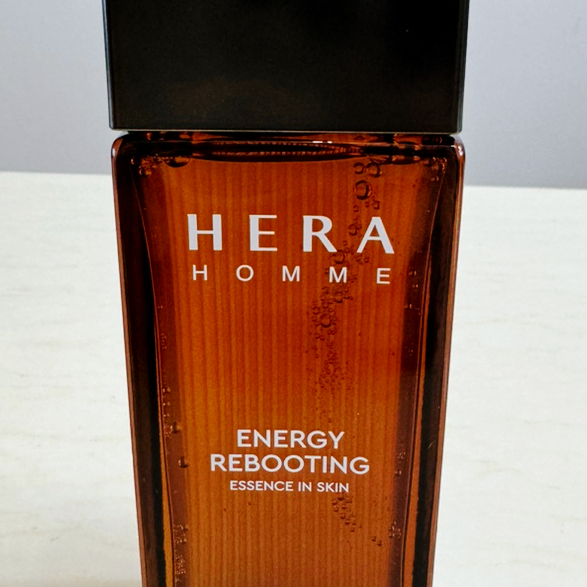 HERA
HOMME
ENERGY
REBOOTING
ESSENCE IN SKIN